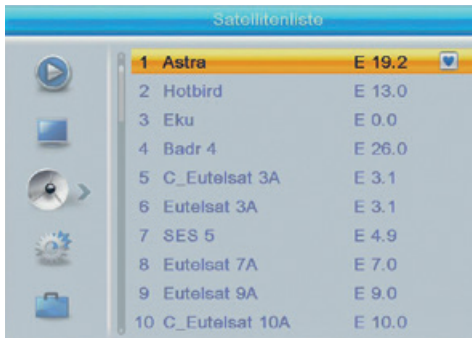 Satellitenliste
1 Astra E 19.2
2 Hotbird E 13.0
3 Eku E 0.0
4 Badr 4 E 26.0
5 C_Eutelsat 3A E 3.1
6 Eutelsat 3A E 3.1
7 SES 5 E 4.9
8 Eutelsat 7A E 7.0
9 Eutelsat 9A E 9.0
10 C_Eutelsat 10A E 10.0